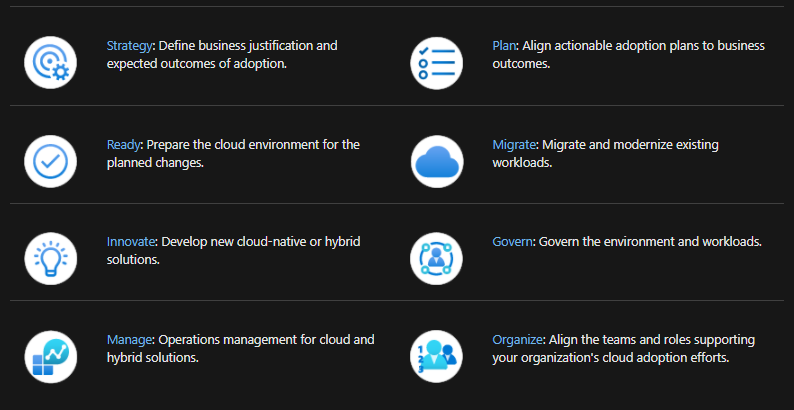 Strategy: Define business justification and
expected outcomes of adoption.
Plan: Align actionable adoption plans to business
outcomes.
Ready: Prepare the cloud environment for the
planned changes.
Migrate: Migrate and modernize existing
workloads.
Innovate: Develop new cloud-native or hybrid
solutions.
Govern: Govern the environment and workloads.
Manage: Operations management for cloud and
hybrid solutions.
1
2
3
Organize: Align the teams and roles supporting
your organization's cloud adoption efforts.